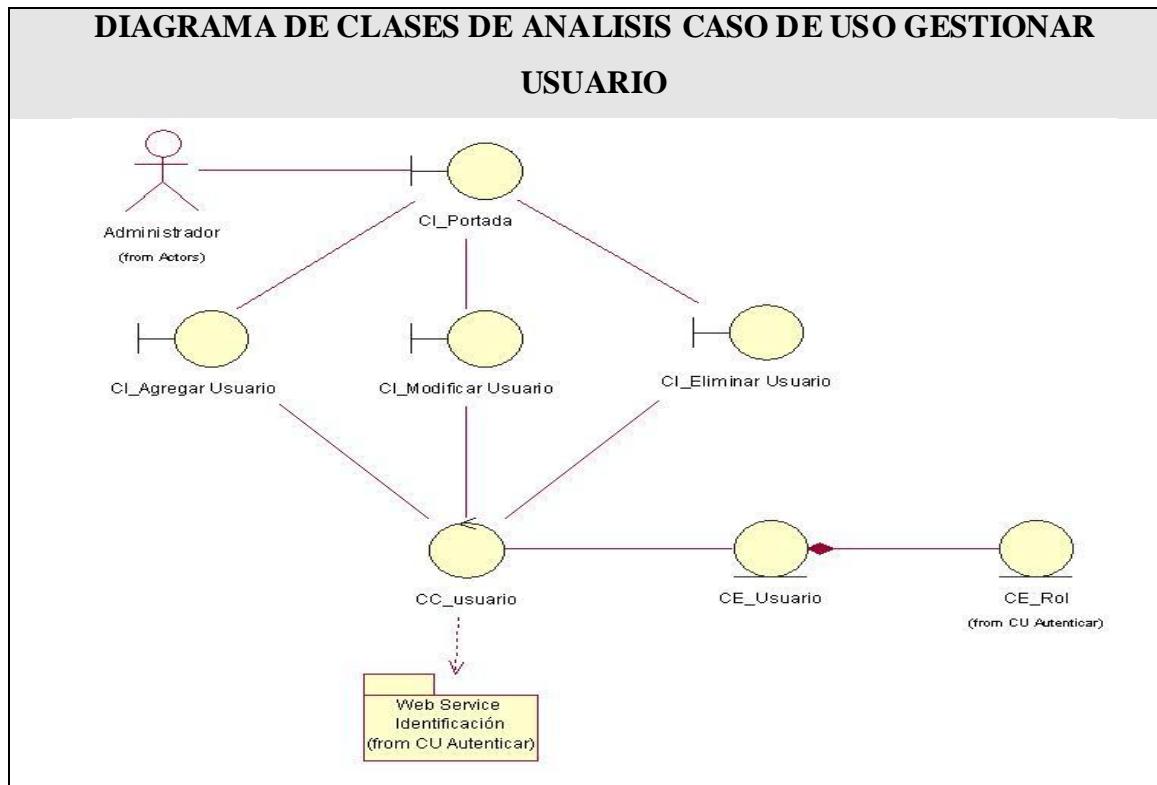 DIAGRAMA DE CLASES DE ANALISIS CASO DE USO GESTIONAR
USUARIO
CI_Portada
Administrador
(from Actors)
CI_Agregar Usuario
CI_Modificar Usuario
CI_Eliminar Usuario
CC_usuario
CE_Usuario
CE_Rol
(from CU Autenticar)
Web Service
Identificación
(from CU Autenticar)